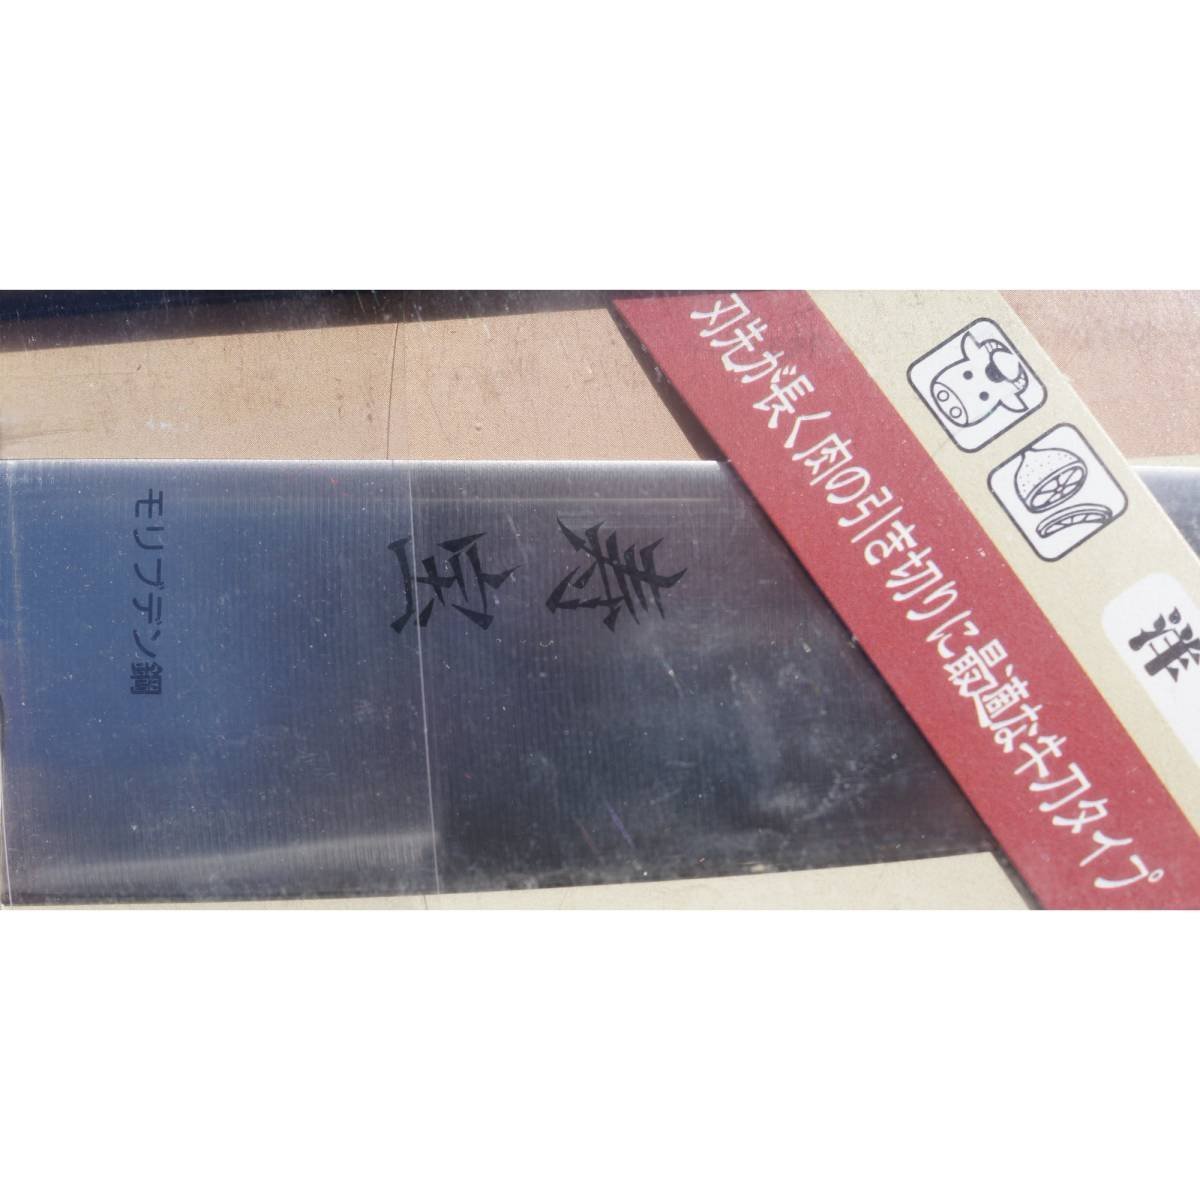 モリブデン鋼
寿宝
刃先が長く肉の引き切りに最適な牛刀タイプ
洋